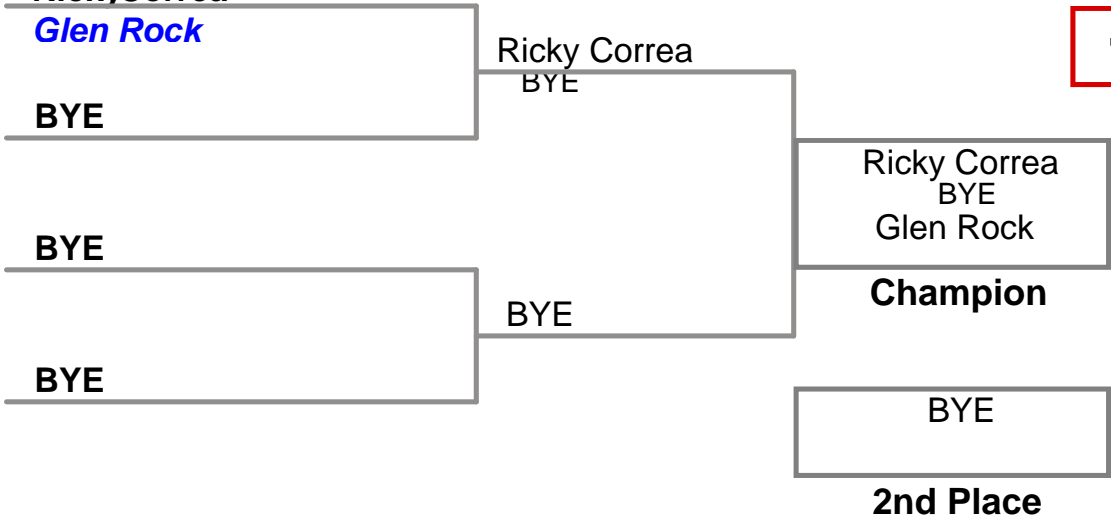 Glen Rock
Ricky Correa
BYE
BYE
Ricky Correa
BYE
Glen Rock
BYE
Champion
BYE
BYE
BYE
2nd Place